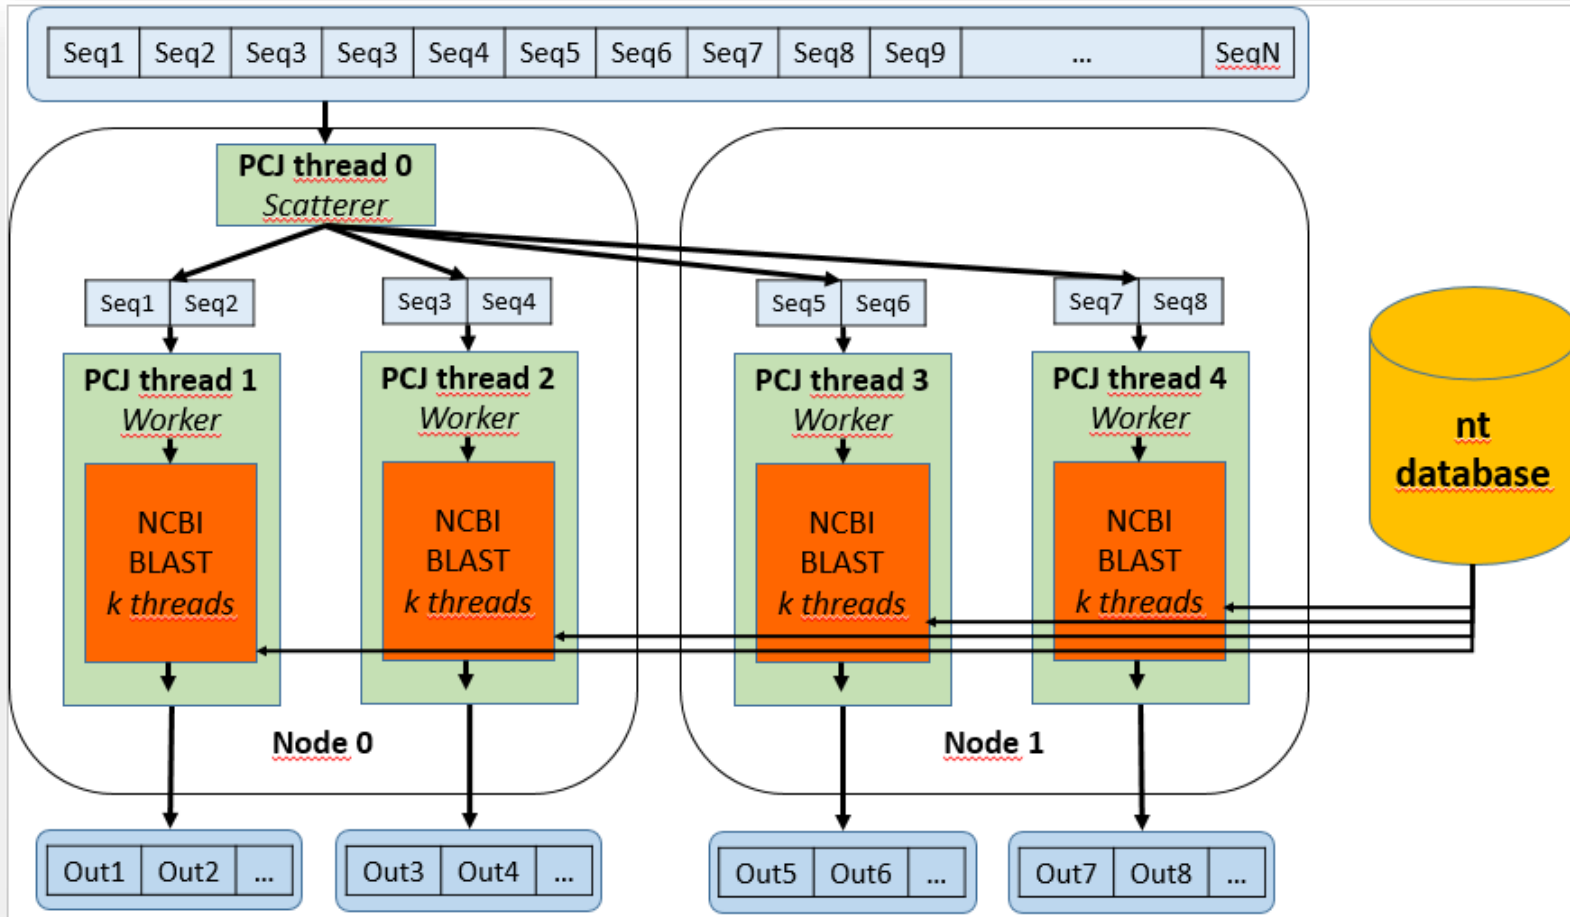 Seq1 Seq2 Seq3 Seq3 Seq4 Seq5 Seq6 Seq7 Seq8 Seq9 ... SeqN
PCJ thread 0
Scatterer
Seq1 Seq2
Seq3 Seq4
Seq5 Seq6
Seq7 Seq8
PCJ thread 1
Worker
NCBI
BLAST
k threads
PCJ thread 2
Worker
NCBI
BLAST
k threads
PCJ thread 3
Worker
NCBI
BLAST
k threads
PCJ thread 4
Worker
NCBI
BLAST
k threads
nt
database
Node 0
Node 1
Out1 Out2 ...
Out3 Out4 ...
Out5 Out6 ...
Out7 Out8 ...